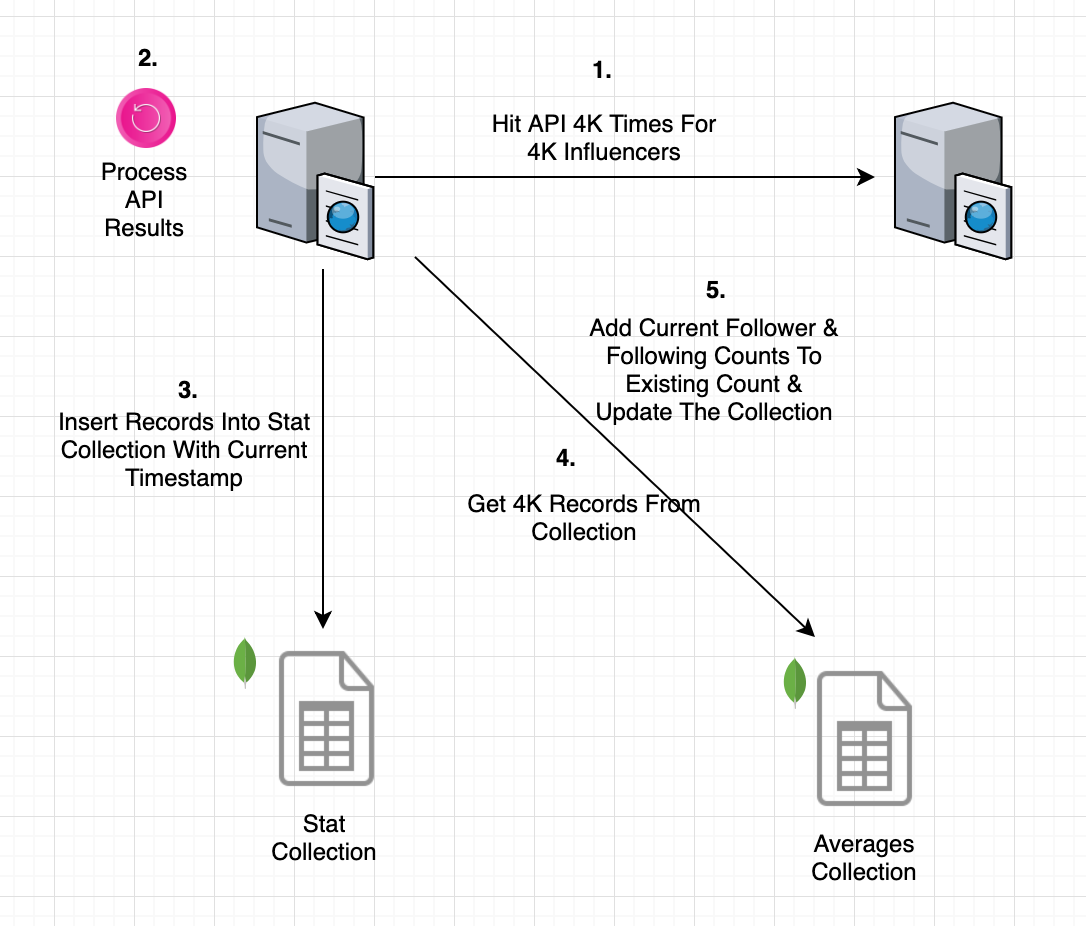 2.
Process
API
Results
1.
Hit API 4K Times For
4K Influencers
3.
Insert Records Into Stat
Collection With Current
Timestamp
5.
Add Current Follower &
Following Counts To
Existing Count &
Update The Collection
4.
Get 4K Records From
Collection
Stat
Collection
Averages
Collection